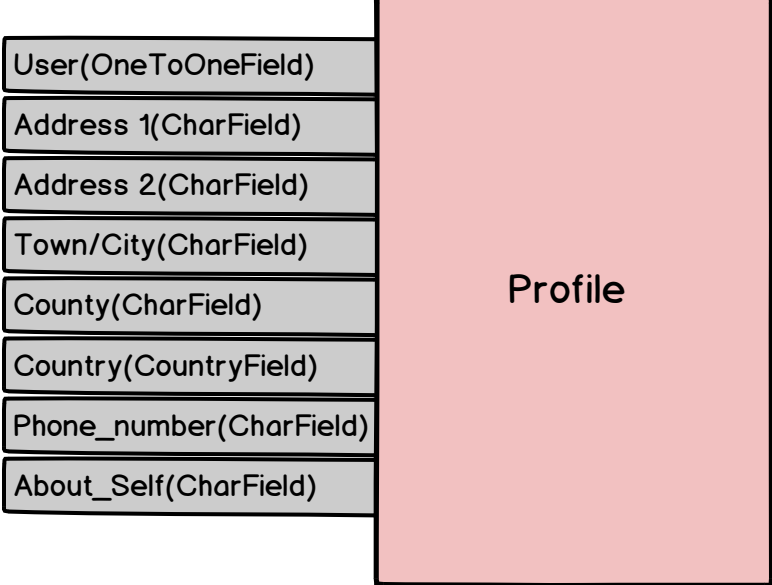 User(OneToOneField)
Address 1(CharField)
Address 2(CharField)
Town/City(CharField)
County(CharField)
Country(CountryField)
Phone_number(CharField)
About_Self(CharField)
Profile